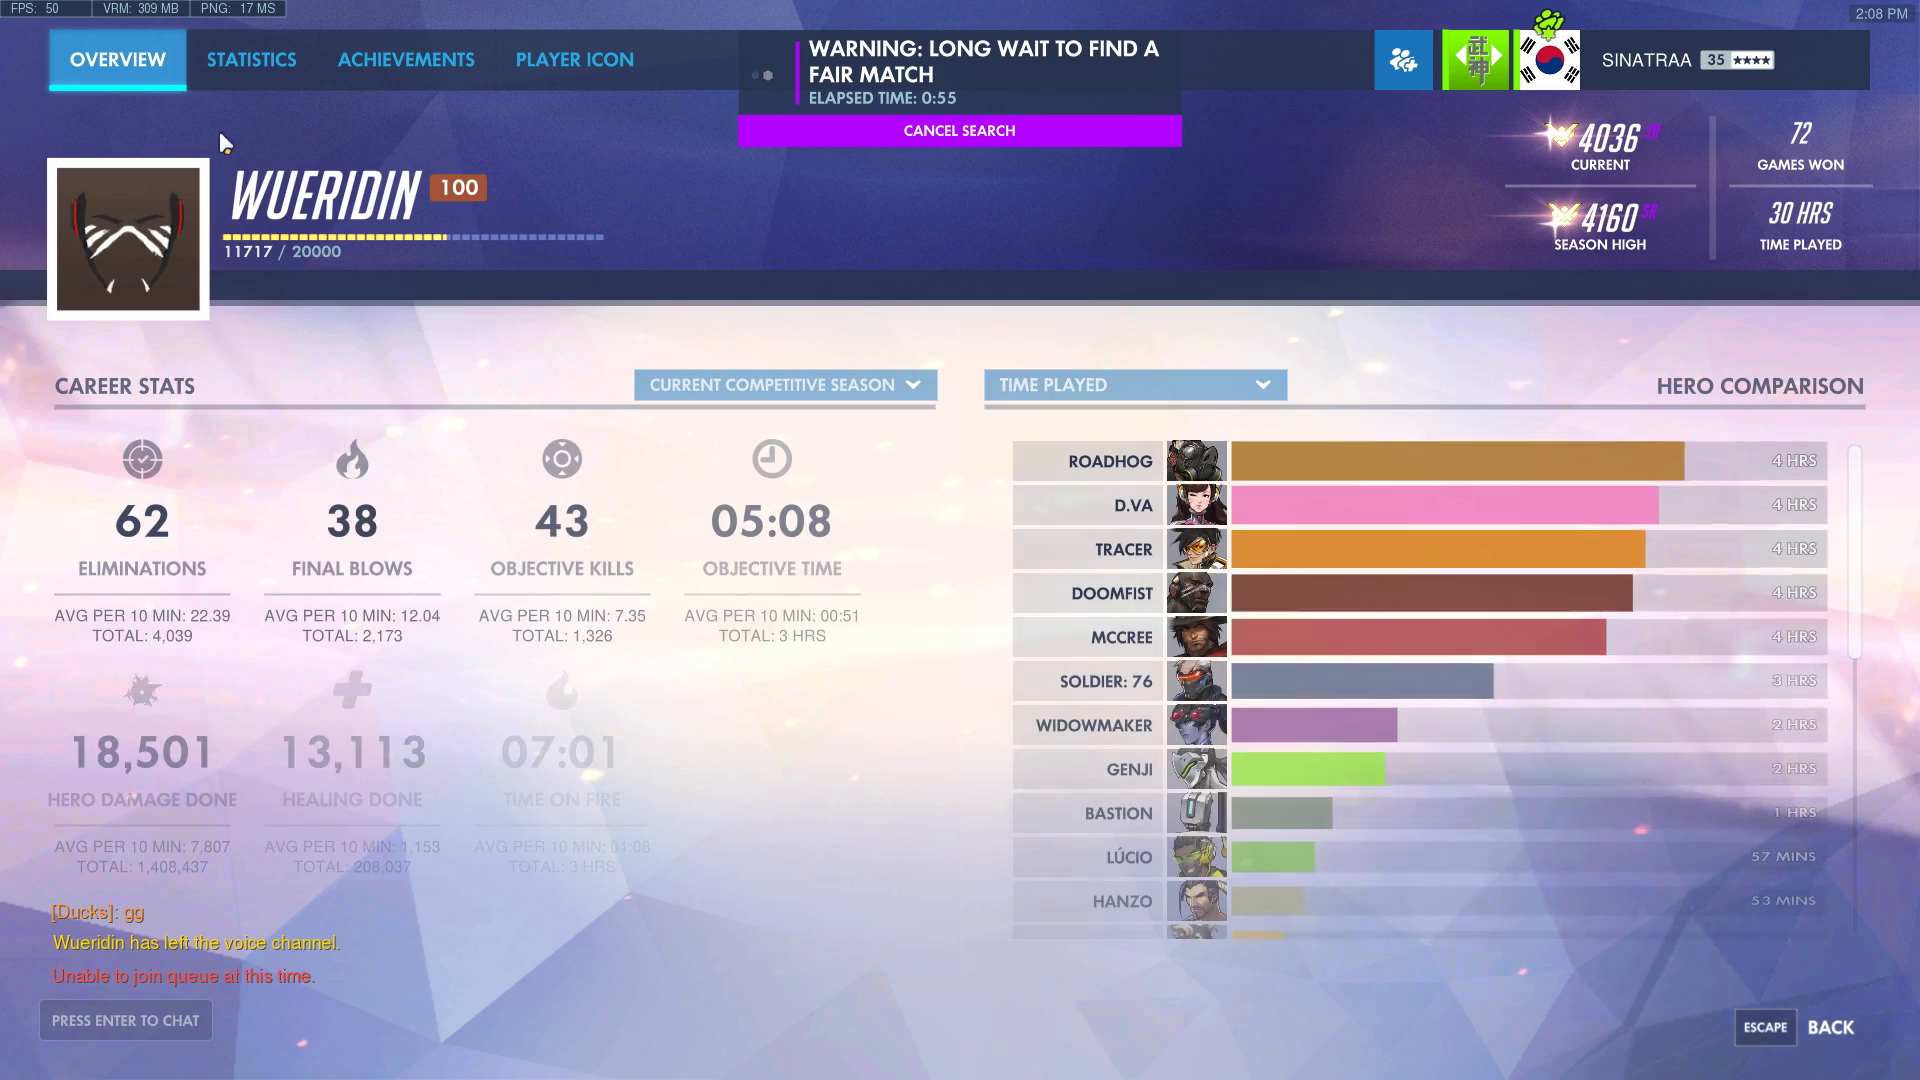 FPS: 50 VRM: 309 MB PNG: 17 MS
2:08 PM
OVERVIEW STATISTICS ACHIEVEMENTS PLAYER ICON
WARNING: LONG WAIT TO FIND A
FAIR MATCH
ELAPSED TIME: 0:55
CANCEL SEARCH
武神
SINATRAA 35
WUERIDIN 100
11717 / 20000
4036 SR
CURRENT
72
GAMES WON
4160 SR
SEASON HIGH
30 HRS
TIME PLAYED
CAREER STATS
CURRENT COMPETITIVE SEASON
62
ELIMINATIONS
AVG PER 10 MIN: 22.39
TOTAL: 4,039
38
FINAL BLOWS
AVG PER 10 MIN: 12.04
TOTAL: 2,173
43
OBJECTIVE KILLS
AVG PER 10 MIN: 7.35
TOTAL: 1,326
05:08
OBJECTIVE TIME
AVG PER 10 MIN: 00:51
TOTAL: 3 HRS
18,501
HERO DAMAGE DONE
AVG PER 10 MIN: 7,807
TOTAL: 1,408,437
13,113
HEALING DONE
AVG PER 10 MIN: 1,153
TOTAL: 208,037
07:01
TIME ON FIRE
AVG PER 10 MIN: 01:08
TOTAL: 3 HRS
TIME PLAYED
HERO COMPARISON
ROADHOG 4 HRS
D.VA 4 HRS
TRACER 4 HRS
DOOMFIST 4 HRS
MCCREE 4 HRS
SOLDIER: 76 3 HRS
WIDOWMAKER 2 HRS
GENJI 2 HRS
BASTION 1 HRS
LÚCIO 57 MINS
HANZO 53 MINS
[Ducks]: gg
Wueridin has left the voice channel.
Unable to join queue at this time.
PRESS ENTER TO CHAT
ESCAPE BACK